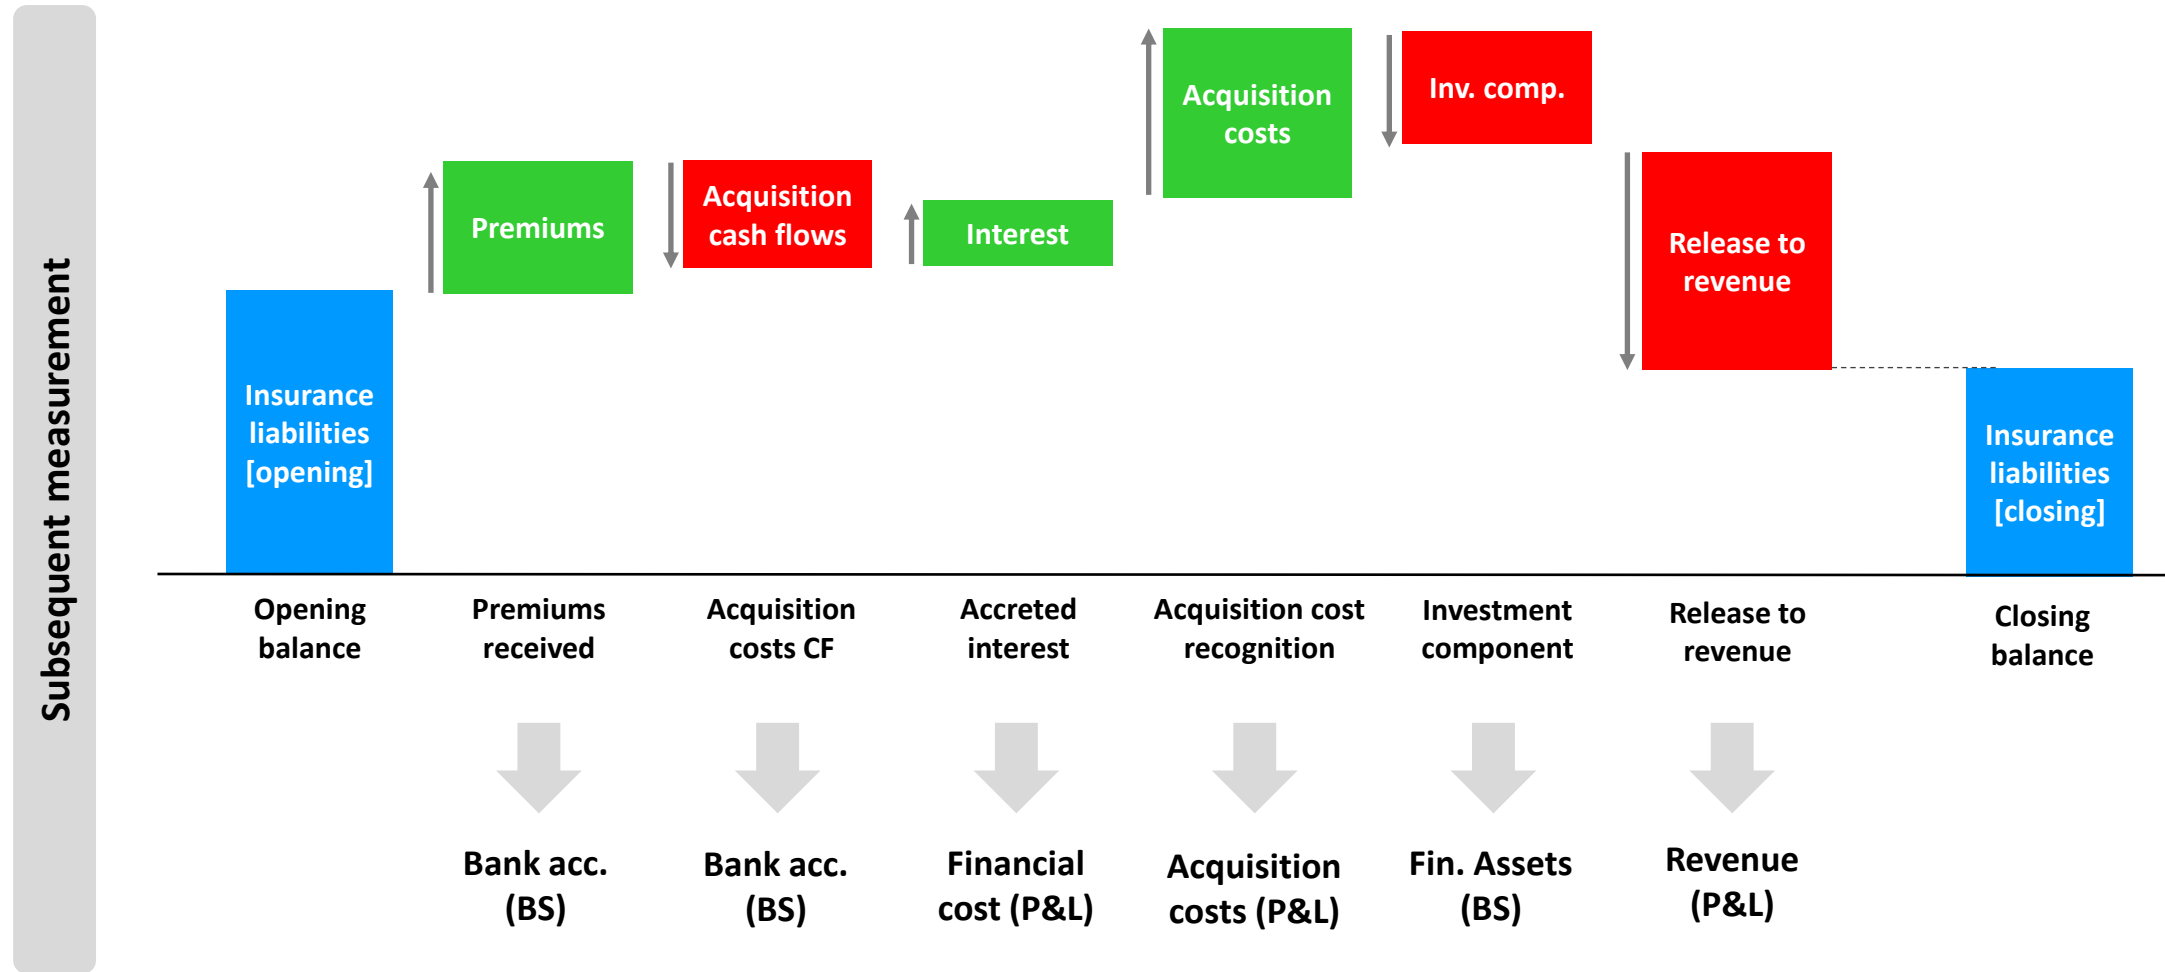 Subsequent measurement
Insurance
liabilities
[opening]
Premiums
Acquisition
cash flows
Interest
Acquisition
costs
Inv. comp.
Release to
revenue
Insurance
liabilities
[closing]
Opening
balance
Premiums
received
Acquisition
costs CF
Accreted
interest
Acquisition cost
recognition
Investment
component
Release to
revenue
Closing
balance
Bank acc.
(BS)
Bank acc.
(BS)
Financial
cost (P&L)
Acquisition
costs (P&L)
Fin. Assets
(BS)
Revenue
(P&L)